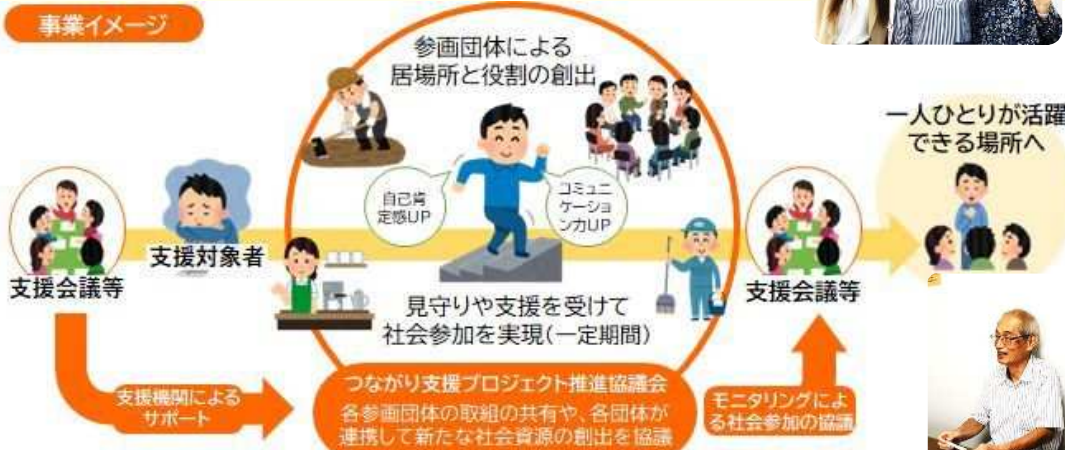 事業イメージ
参画団体による
居場所と役割の創出
自己肯
定感UP
コミュニ
ケーショ
ン力UP
一人ひとりが活躍
できる場所へ
支援会議等
支援対象者
見守りや支援を受けて
社会参加を実現(一定期間)
支援会議等
支援機関による
サポート
つながり支援プロジェクト推進協議会
各参画団体の取組の共有や、各団体が
連携して新たな社会資源の創出を協議
モニタリングによ
る社会参加の協議